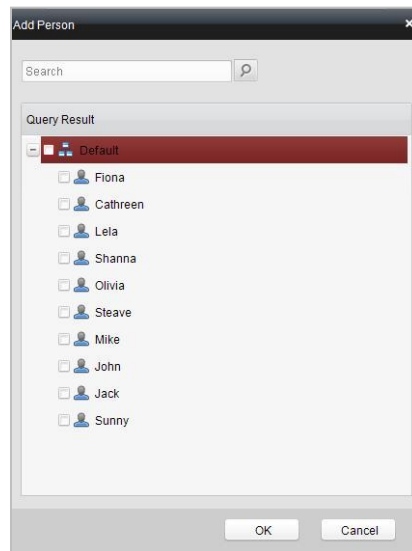 Add Person
Search
Query Result
Default
Fiona
Cathreen
Lela
Shanna
Olivia
Steave
Mike
John
Jack
Sunny
OK Cancel